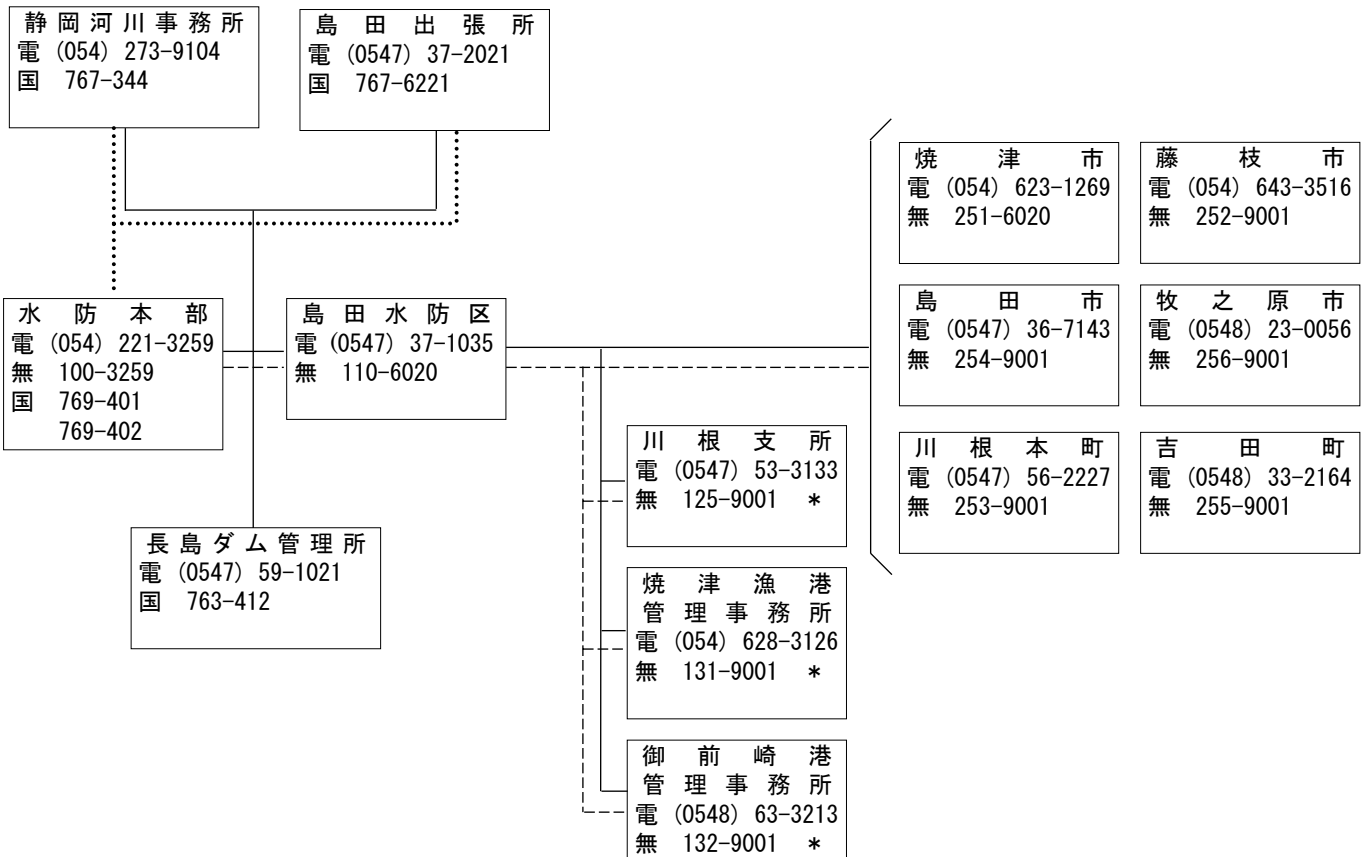 静岡河川事務所
電 (054) 273-9104
国 767-344
島田出張所
電 (0547) 37-2021
国 767-6221
水防本部
電 (054) 221-3259
無 100-3259
国 769-401
769-402
島田水防区
電 (0547) 37-1035
無 110-6020
長島ダム管理所
電 (0547) 59-1021
国 763-412
川根支所
電 (0547) 53-3133
無 125-9001 *
焼津漁港
管理事務所
電 (054) 628-3126
無 131-9001 *
御前崎港
管理事務所
電 (0548) 63-3213
無 132-9001 *
焼津市
電 (054) 623-1269
無 251-6020
藤枝市
電 (054) 643-3516
無 252-9001
島田市
電 (0547) 36-7143
無 254-9001
牧之原市
電 (0548) 23-0056
無 256-9001
川根本町
電 (0547) 56-2227
無 253-9001
吉田町
電 (0548) 33-2164
無 255-9001